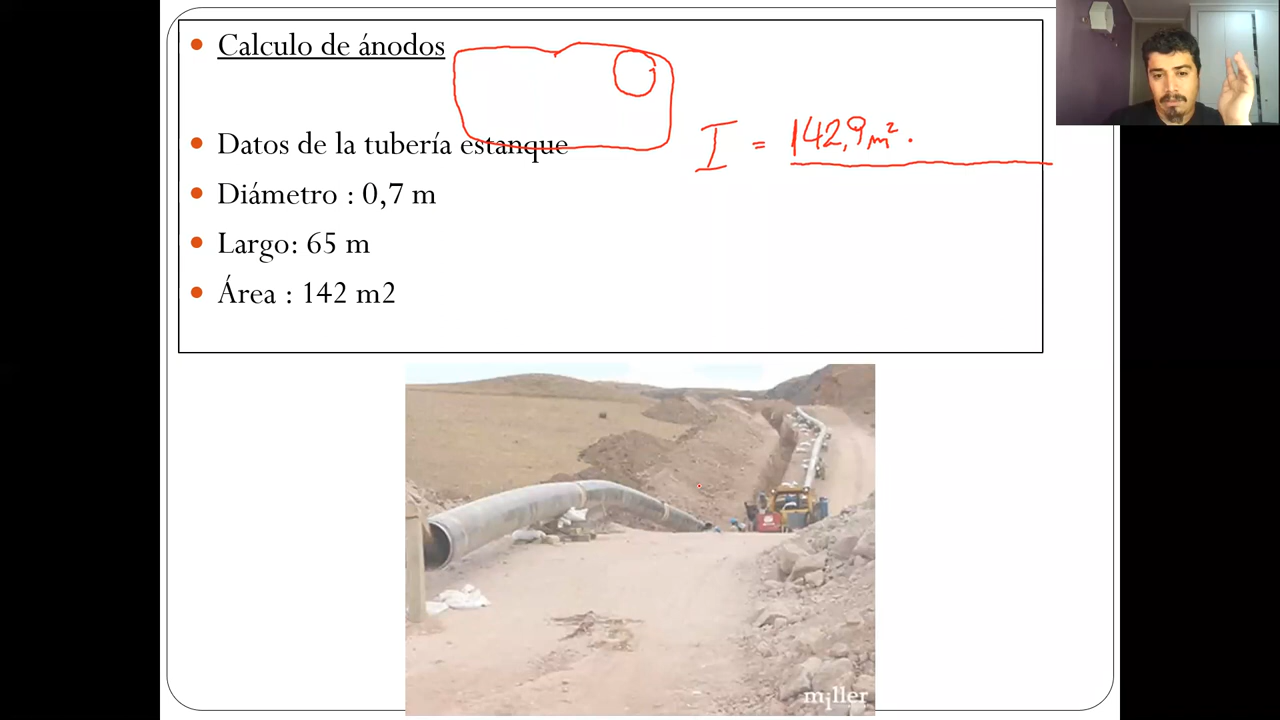 • Calculo de ánodos
• Datos de la tubería estanque
I = 142,9 m².
• Diámetro : 0,7 m
• Largo: 65 m
• Área : 142 m2
miller